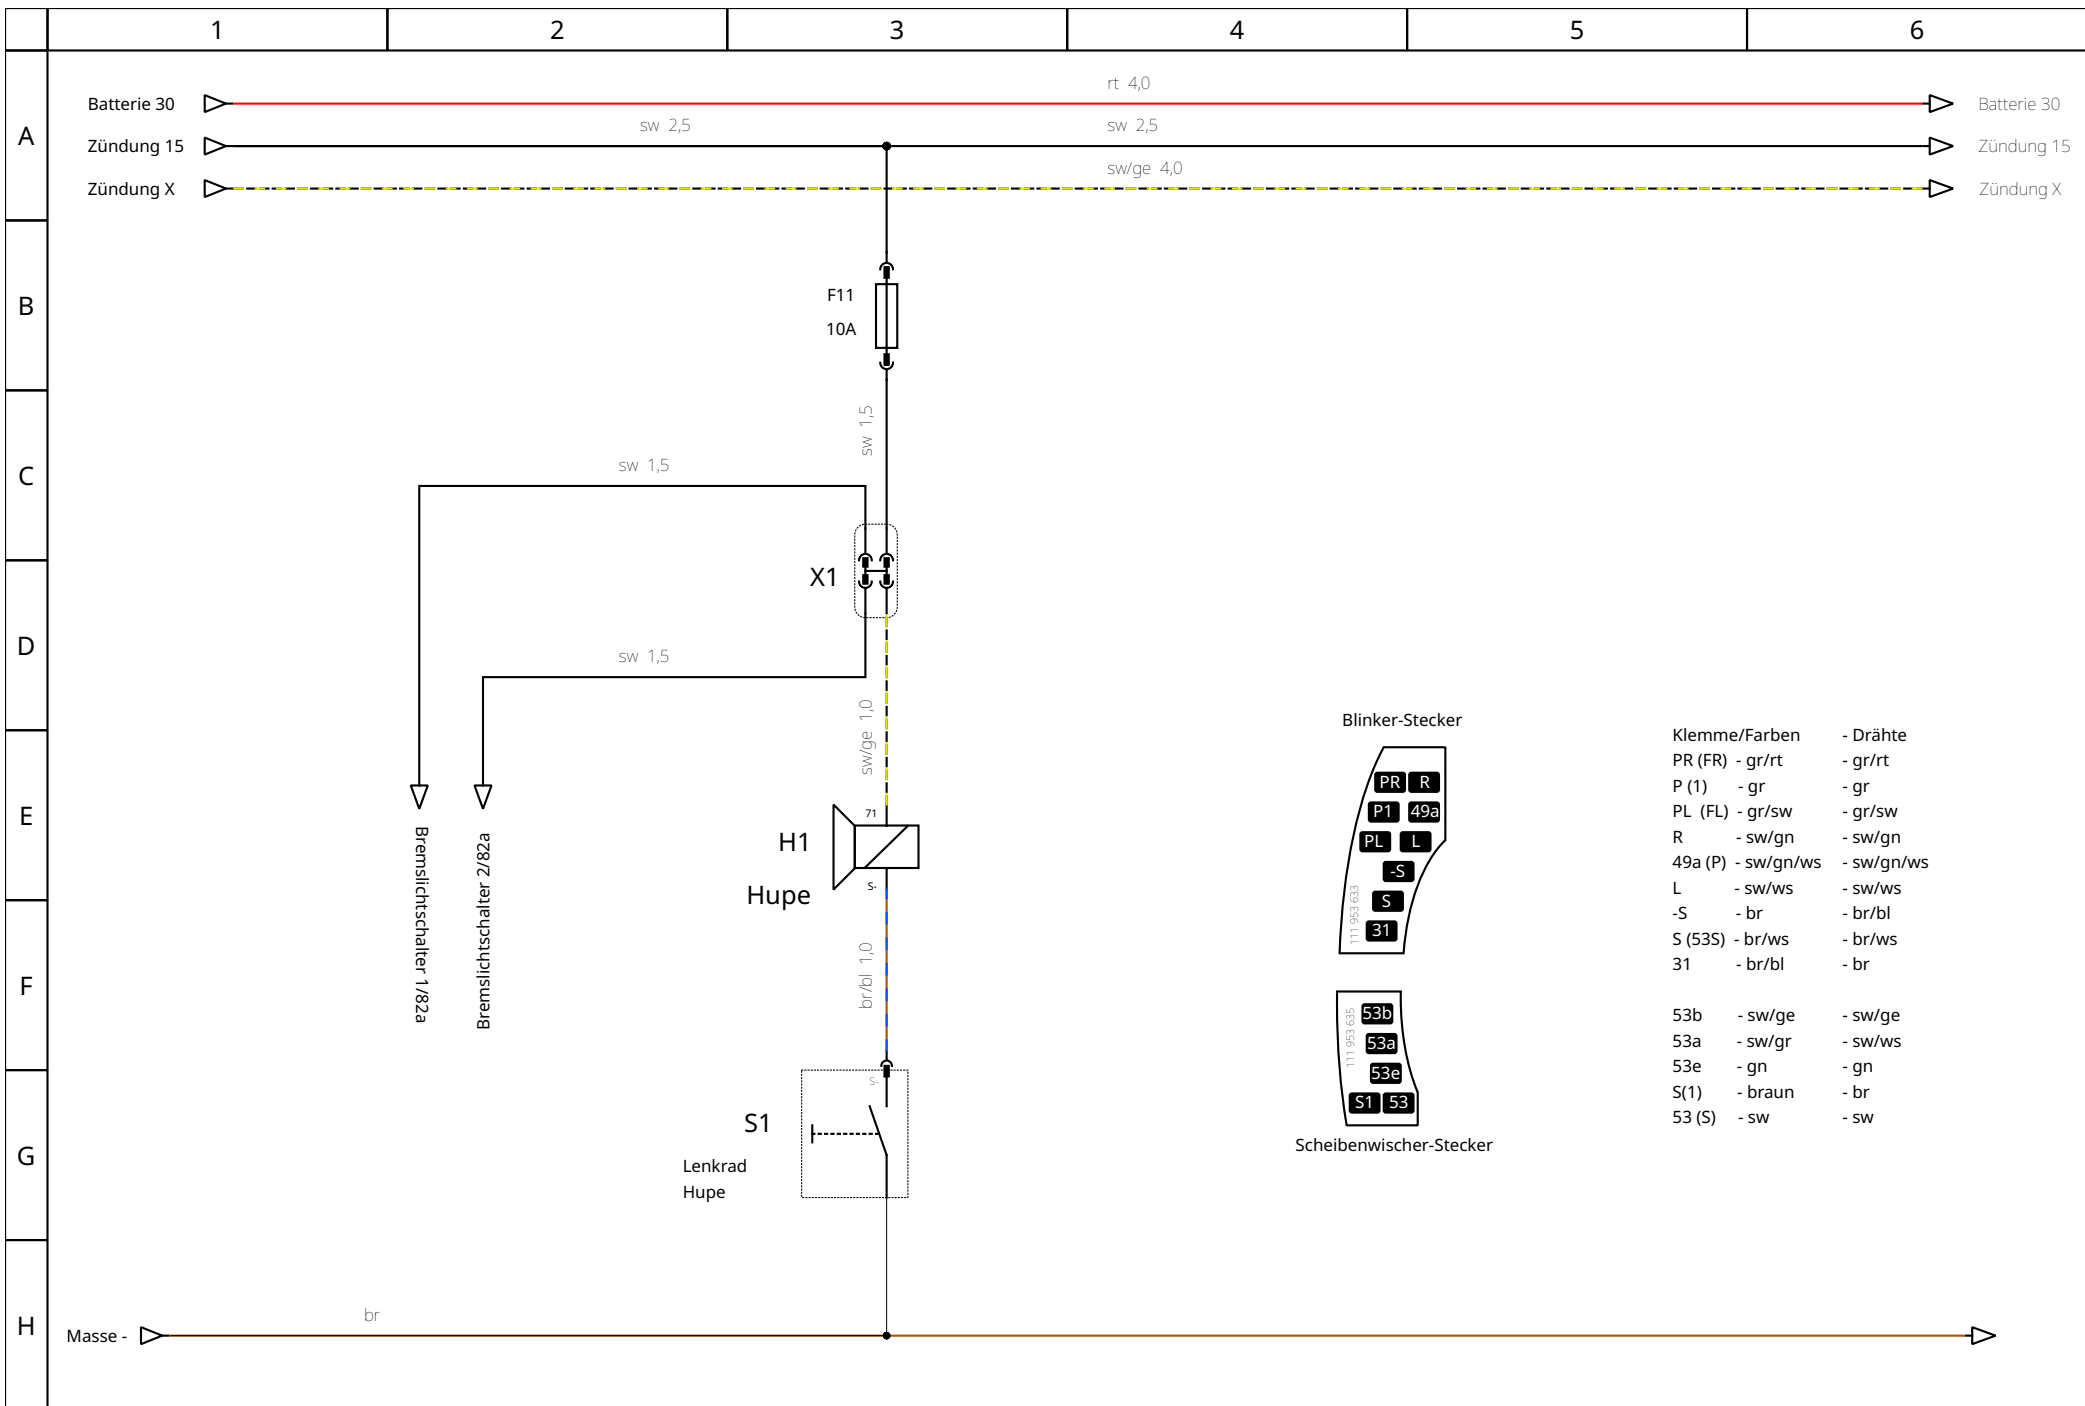 1 2 3 4 5 6
A
B
C
D
E
F
G
H
rt 4,0
Batterie 30
Batterie 30
sw 2,5
sw 2,5
Zündung 15
Zündung 15
sw/ge 4,0
Zündung X
Zündung X
F11
10A
sw 1,5
sw 1,5
X1
sw 1,5
sw/ge 1,0
71
H1
S-
Hupe
Bremslichtschalter 1/82a
Bremslichtschalter 2/82a
br/bl 1,0
S-
S1
Lenkrad
Hupe
br
Masse -
Blinker-Stecker
PR R
P1 49a
PL L
-S
S
31
111 953 633
53b
53a
53e
S1 53
111 953 635
Scheibenwischer-Stecker
Klemme/Farben - Drähte
PR (FR) - gr/rt - gr/rt
P (1) - gr - gr
PL (FL) - gr/sw - gr/sw
R - sw/gn - sw/gn
49a (P) - sw/gn/ws - sw/gn/ws
L - sw/ws - sw/ws
-S - br - br/bl
S (53S) - br/ws - br/ws
31 - br/bl - br
53b - sw/ge - sw/ge
53a - sw/gr - sw/ws
53e - gn - gn
S(1) - braun - br
53 (S) - sw - sw